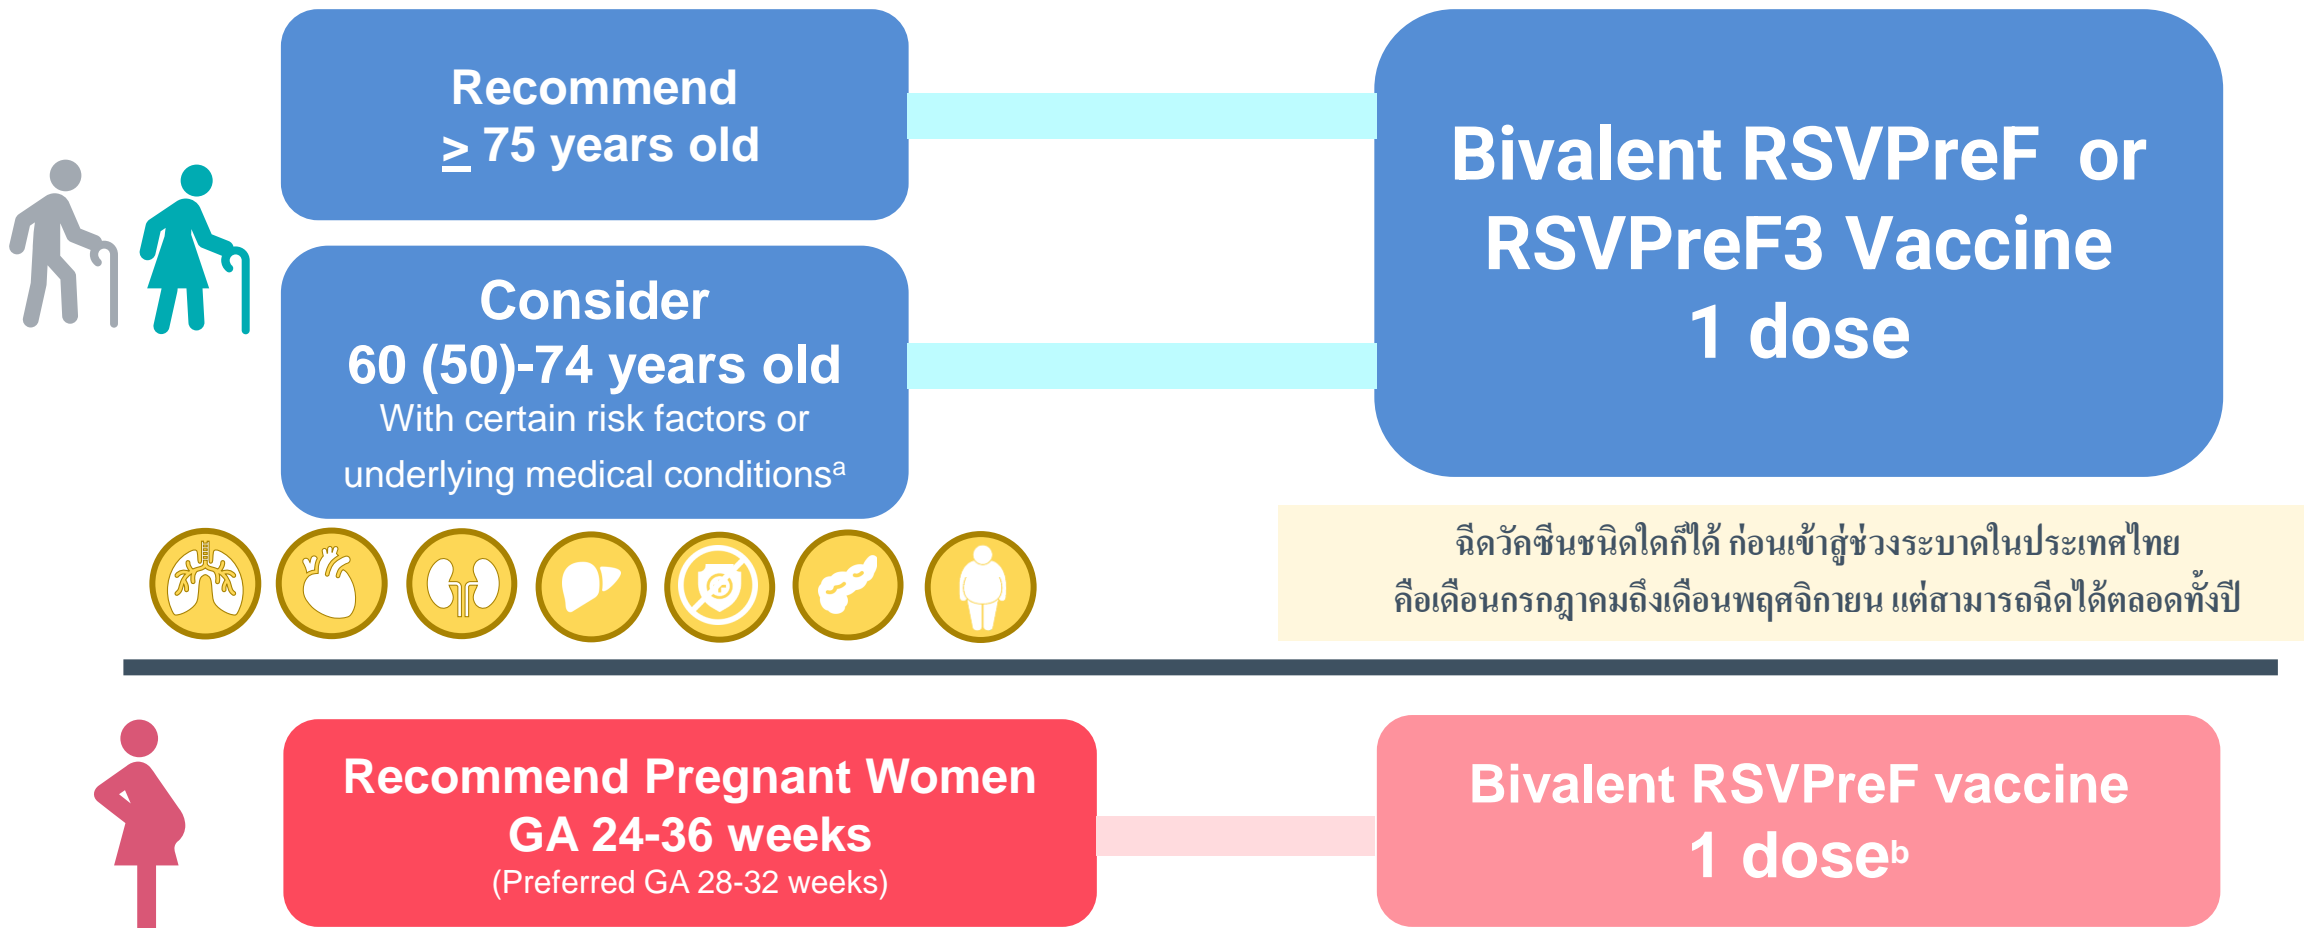 Recommend
≥ 75 years old
Bivalent RSVPreF or
RSVPreF3 Vaccine
1 dose
Consider
60 (50)-74 years old
With certain risk factors or
underlying medical conditionsᵃ
ฉีดวัคซีนชนิดใดก็ได้ ก่อนเข้าสู่ช่วงระบาดในประเทศไทย
คือเดือนกรกฎาคมถึงเดือนพฤศจิกายน แต่สามารถฉีดได้ตลอดทั้งปี
Recommend Pregnant Women
GA 24-36 weeks
(Preferred GA 28-32 weeks)
Bivalent RSVPreF vaccine
1 doseᵇ